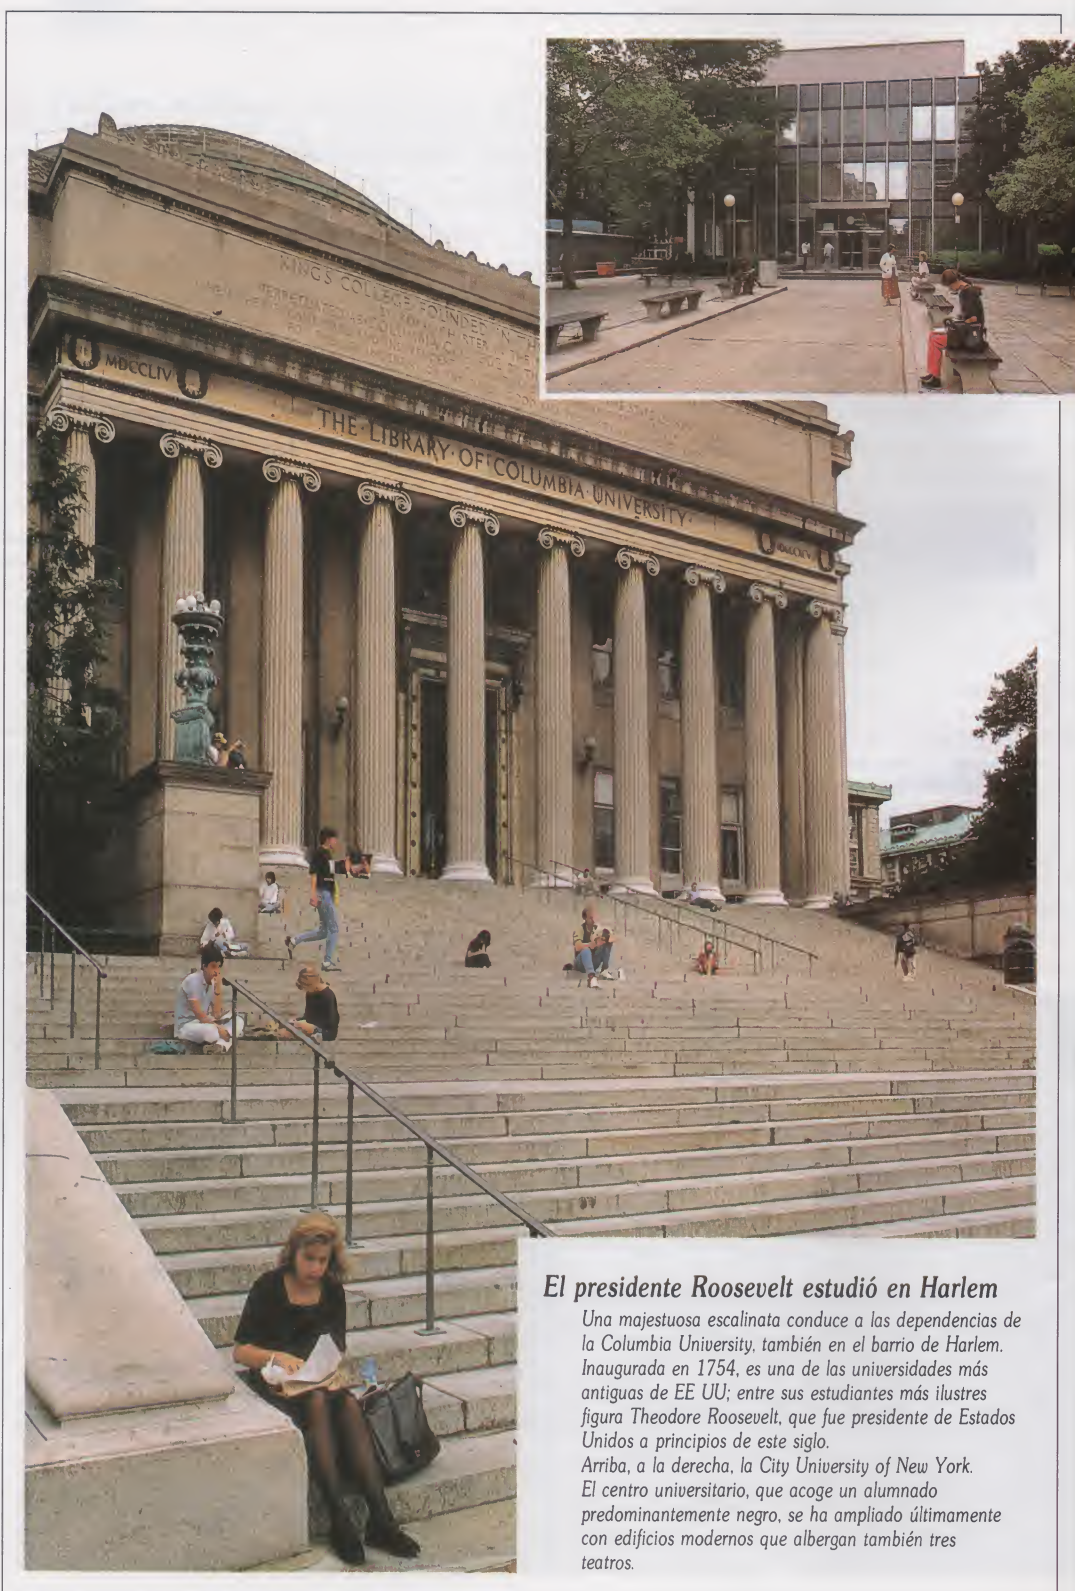 KINGS COLLEGE FOUNDED IN THE
MDCCLIV
THE·LIBRARY·OF·COLUMBIA·UNIVERSITY·
El presidente Roosevelt estudió en Harlem
Una majestuosa escalinata conduce a las dependencias de
la Columbia University, también en el barrio de Harlem.
Inaugurada en 1754, es una de las universidades más
antiguas de EE UU; entre sus estudiantes más ilustres
figura Theodore Roosevelt, que fue presidente de Estados
Unidos a principios de este siglo.
Arriba, a la derecha, la City University of New York.
El centro universitario, que acoge un alumnado
predominantemente negro, se ha ampliado últimamente
con edificios modernos que albergan también tres
teatros.